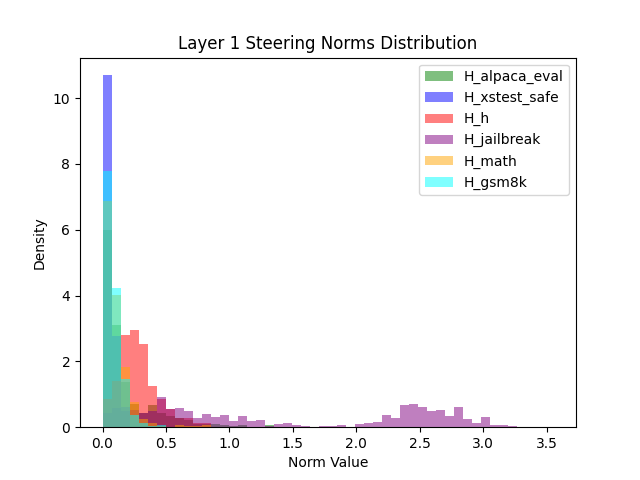 Layer 1 Steering Norms Distribution
H_alpaca_eval
H_xstest_safe
H_h
H_jailbreak
H_math
H_gsm8k
Density
10
8
6
4
2
0
0.0 0.5 1.0 1.5 2.0 2.5 3.0 3.5
Norm Value